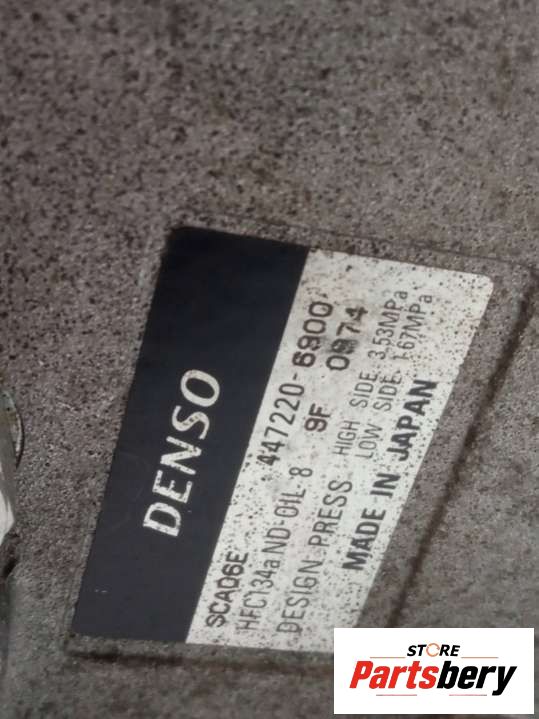 DENSO
SCA06E 447220-6900
HFC134a ND-OIL 8 9F 0974
DESIGN PRESS. HIGH SIDE 3.53MPa
LOW SIDE 1.67MPa
MADE IN JAPAN
STORE
Partsbery